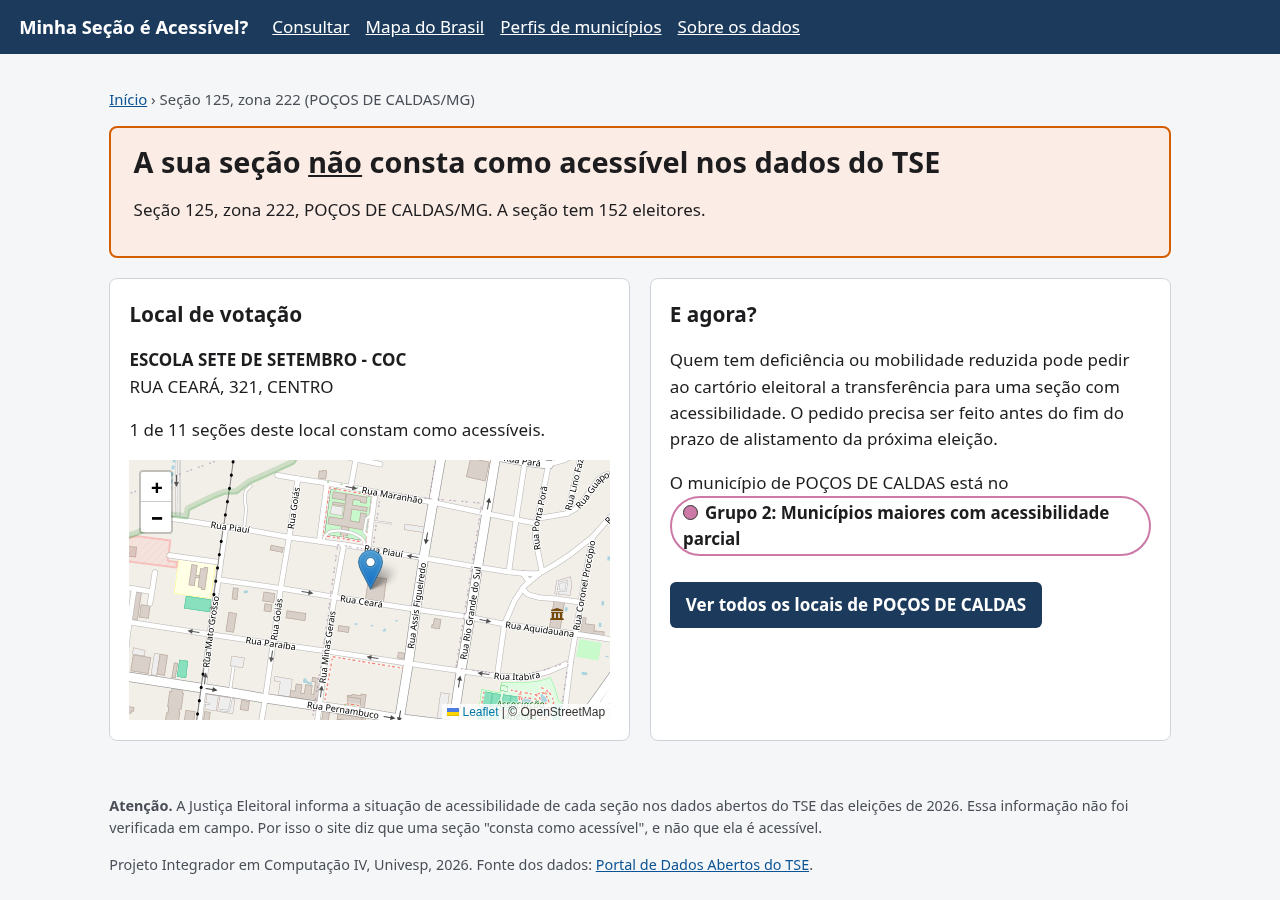 Minha Seção é Acessível? Consultar Mapa do Brasil Perfis de municípios Sobre os dados
Início › Seção 125, zona 222 (POÇOS DE CALDAS/MG)
A sua seção não consta como acessível nos dados do TSE
Seção 125, zona 222, POÇOS DE CALDAS/MG. A seção tem 152 eleitores.
Local de votação
ESCOLA SETE DE SETEMBRO - COC
RUA CEARÁ, 321, CENTRO
1 de 11 seções deste local constam como acessíveis.
+
−
Rua Pará
Rua Maranhão
Rua Goiás
Rua Ponta Porá
Rua Piauí
Rua Piauí
Rua Ceará
Rua Goiás
Rua Mato Grosso
Rua Minas Gerais
Rua Assis Figueiredo
Rua Rio Grande do Sul
Rua Coronel Procópio
Rua Aquidauana
Rua Paraíba
Rua Itabira
Rua Pernambuco
Leaflet | © OpenStreetMap
E agora?
Quem tem deficiência ou mobilidade reduzida pode pedir
ao cartório eleitoral a transferência para uma seção com
acessibilidade. O pedido precisa ser feito antes do fim do
prazo de alistamento da próxima eleição.
O município de POÇOS DE CALDAS está no
Grupo 2: Municípios maiores com acessibilidade
parcial
Ver todos os locais de POÇOS DE CALDAS
Atenção. A Justiça Eleitoral informa a situação de acessibilidade de cada seção nos dados abertos do TSE das eleições de 2026. Essa informação não foi
verificada em campo. Por isso o site diz que uma seção "consta como acessível", e não que ela é acessível.
Projeto Integrador em Computação IV, Univesp, 2026. Fonte dos dados: Portal de Dados Abertos do TSE.